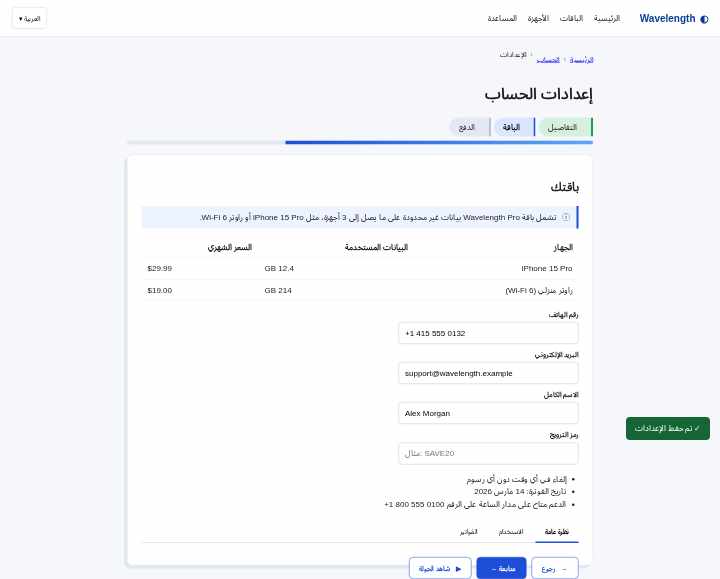 Wavelength
الرئيسية
الباقات
الأجهزة
المساعدة
العربية ▾
الرئيسية › الحساب › الإعدادات
إعدادات الحساب
التفاصيل
الباقة
الدفع
باقتك
تشمل باقة Wavelength Pro بيانات غير محدودة على ما يصل إلى 3 أجهزة، مثل iPhone 15 Pro أو راوتر Wi-Fi 6.
الجهاز البيانات المستخدمة السعر الشهري
iPhone 15 Pro 12.4 GB $29.99
راوتر منزلي (Wi-Fi 6) 214 GB $19.00
رقم الهاتف
+1 415 555 0132
البريد الإلكتروني
support@wavelength.example
الاسم الكامل
Alex Morgan
رمز الترويج
مثال: SAVE20
✓ تم حفظ الإعدادات
• إلغاء في أي وقت دون أي رسوم
• تاريخ الفوترة: 14 مارس 2026
• الدعم متاح على مدار الساعة على الرقم +1 800 555 0100
نظرة عامة
الاستخدام
الفواتير
→ رجوع
متابعة ←
▶ شاهد الجولة